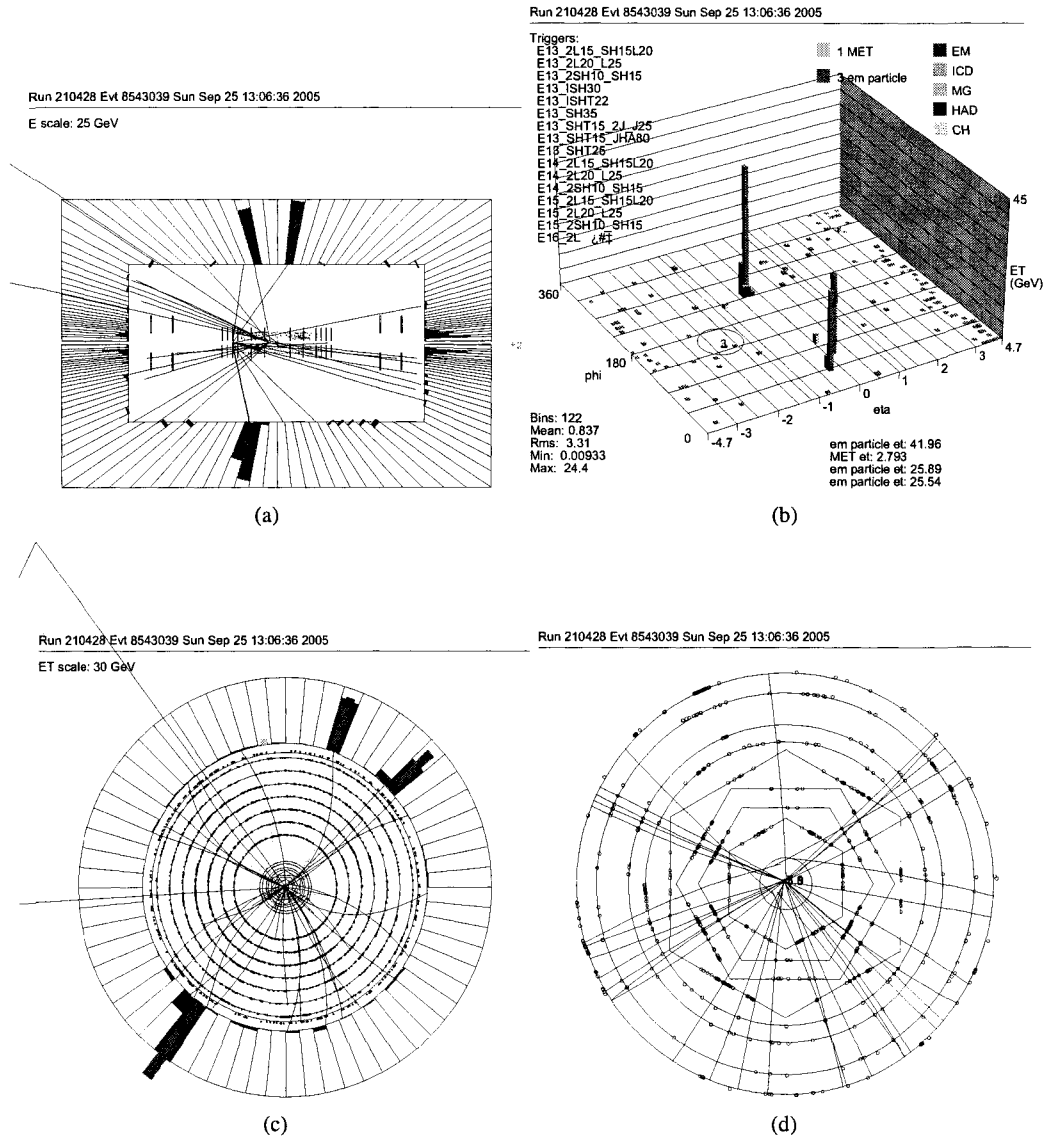 Run 210428 Evt 8543039 Sun Sep 25 13:06:36 2005
E scale: 25 GeV
(a)
Run 210428 Evt 8543039 Sun Sep 25 13:06:36 2005
Triggers:
E13_2L15_SH15L20
E13_2L20_L25
E13_2SH10_SH15
E13_ISH30
E13_ISHT22
E13_SH35
E13_SHT15_2J_J25
E13_SHT15_JHA80
E13_SHT25
E14_2L15_SH15L20
E14_2L20_L25
E14_2SH10_SH15
E15_2L15_SH15L20
E15_2L20_L25
E15_2SH10_SH15
E16_2L ¿#‡
1 MET
3 em particle
EM
ICD
MG
HAD
CH
45
ET
(GeV)
4.7
360
180
phi
0
-4.7
-3
-2
-1
0
1
2
3
eta
3
Bins: 122
Mean: 0.837
Rms: 3.31
Min: 0.00933
Max: 24.4
em particle et: 41.96
MET et: 2.793
em particle et: 25.89
em particle et: 25.54
(b)
Run 210428 Evt 8543039 Sun Sep 25 13:06:36 2005
ET scale: 30 GeV
(c)
Run 210428 Evt 8543039 Sun Sep 25 13:06:36 2005
(d)